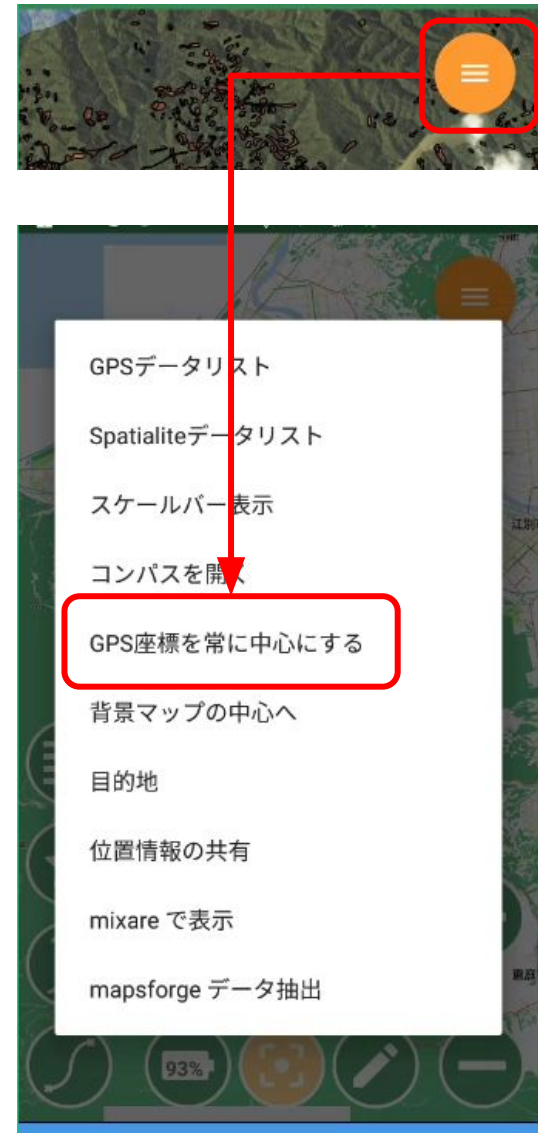 GPSデータリスト
Spatialiteデータリスト
スケールバー表示
コンパスを開く
江別
GPS座標を常に中心にする
背景マップの中心へ
目的地
位置情報の共有
mixare で表示
mapsforge データ抽出
93%